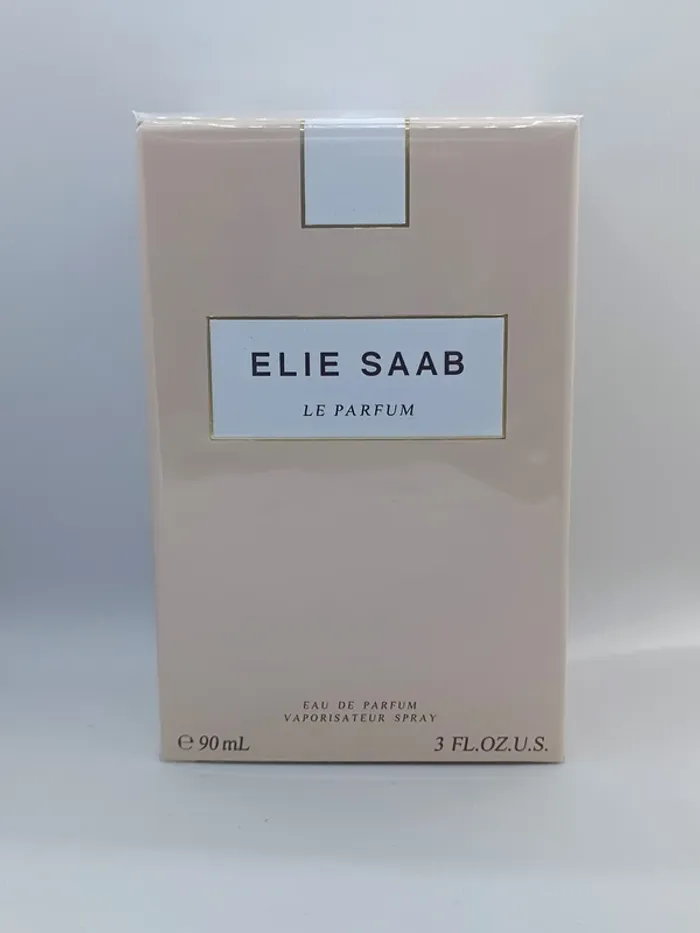 ELIE SAAB
LE PARFUM
EAU DE PARFUM
VAPORISATEUR SPRAY
℮ 90 mL 3 FL.OZ.U.S.